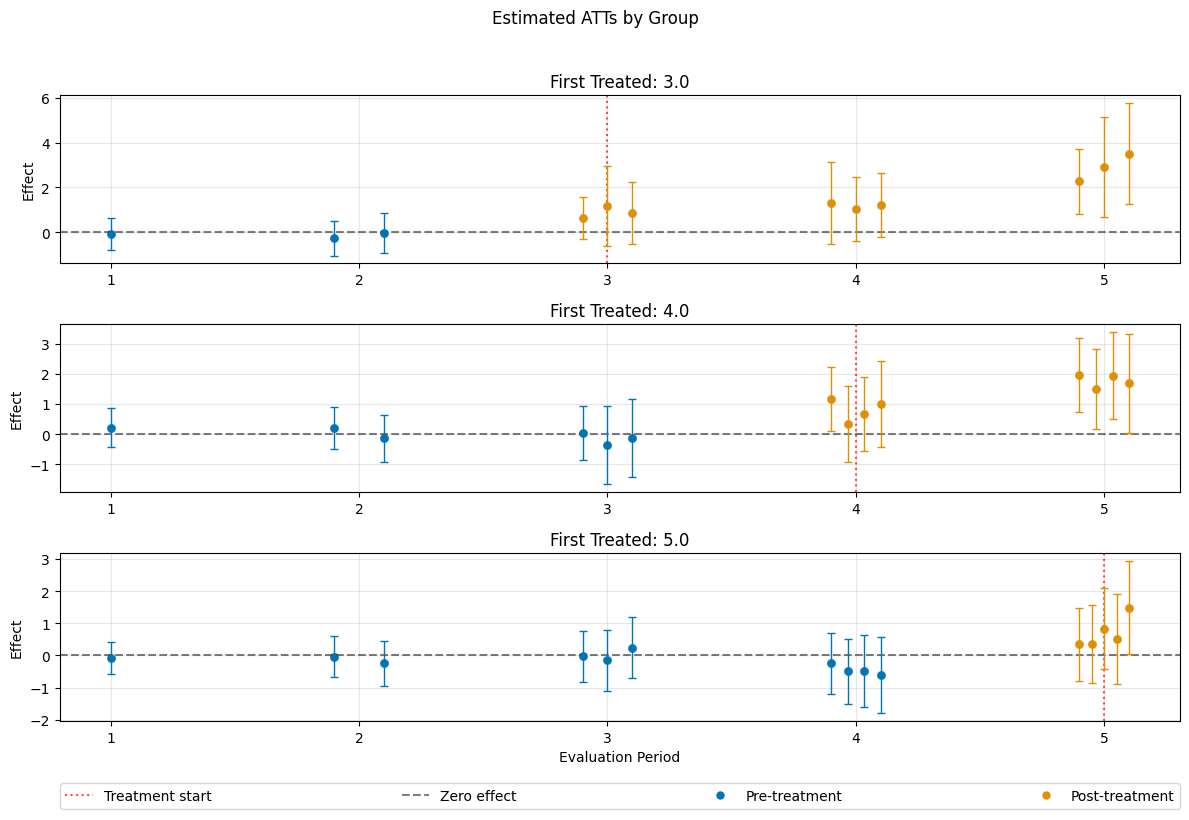 Estimated ATTs by Group
First Treated: 3.0
Effect
6
4
2
0
1 2 3 4 5
First Treated: 4.0
Effect
3
2
1
0
−1
1 2 3 4 5
First Treated: 5.0
Effect
3
2
1
0
−1
−2
1 2 3 4 5
Evaluation Period
Treatment start Zero effect Pre-treatment Post-treatment